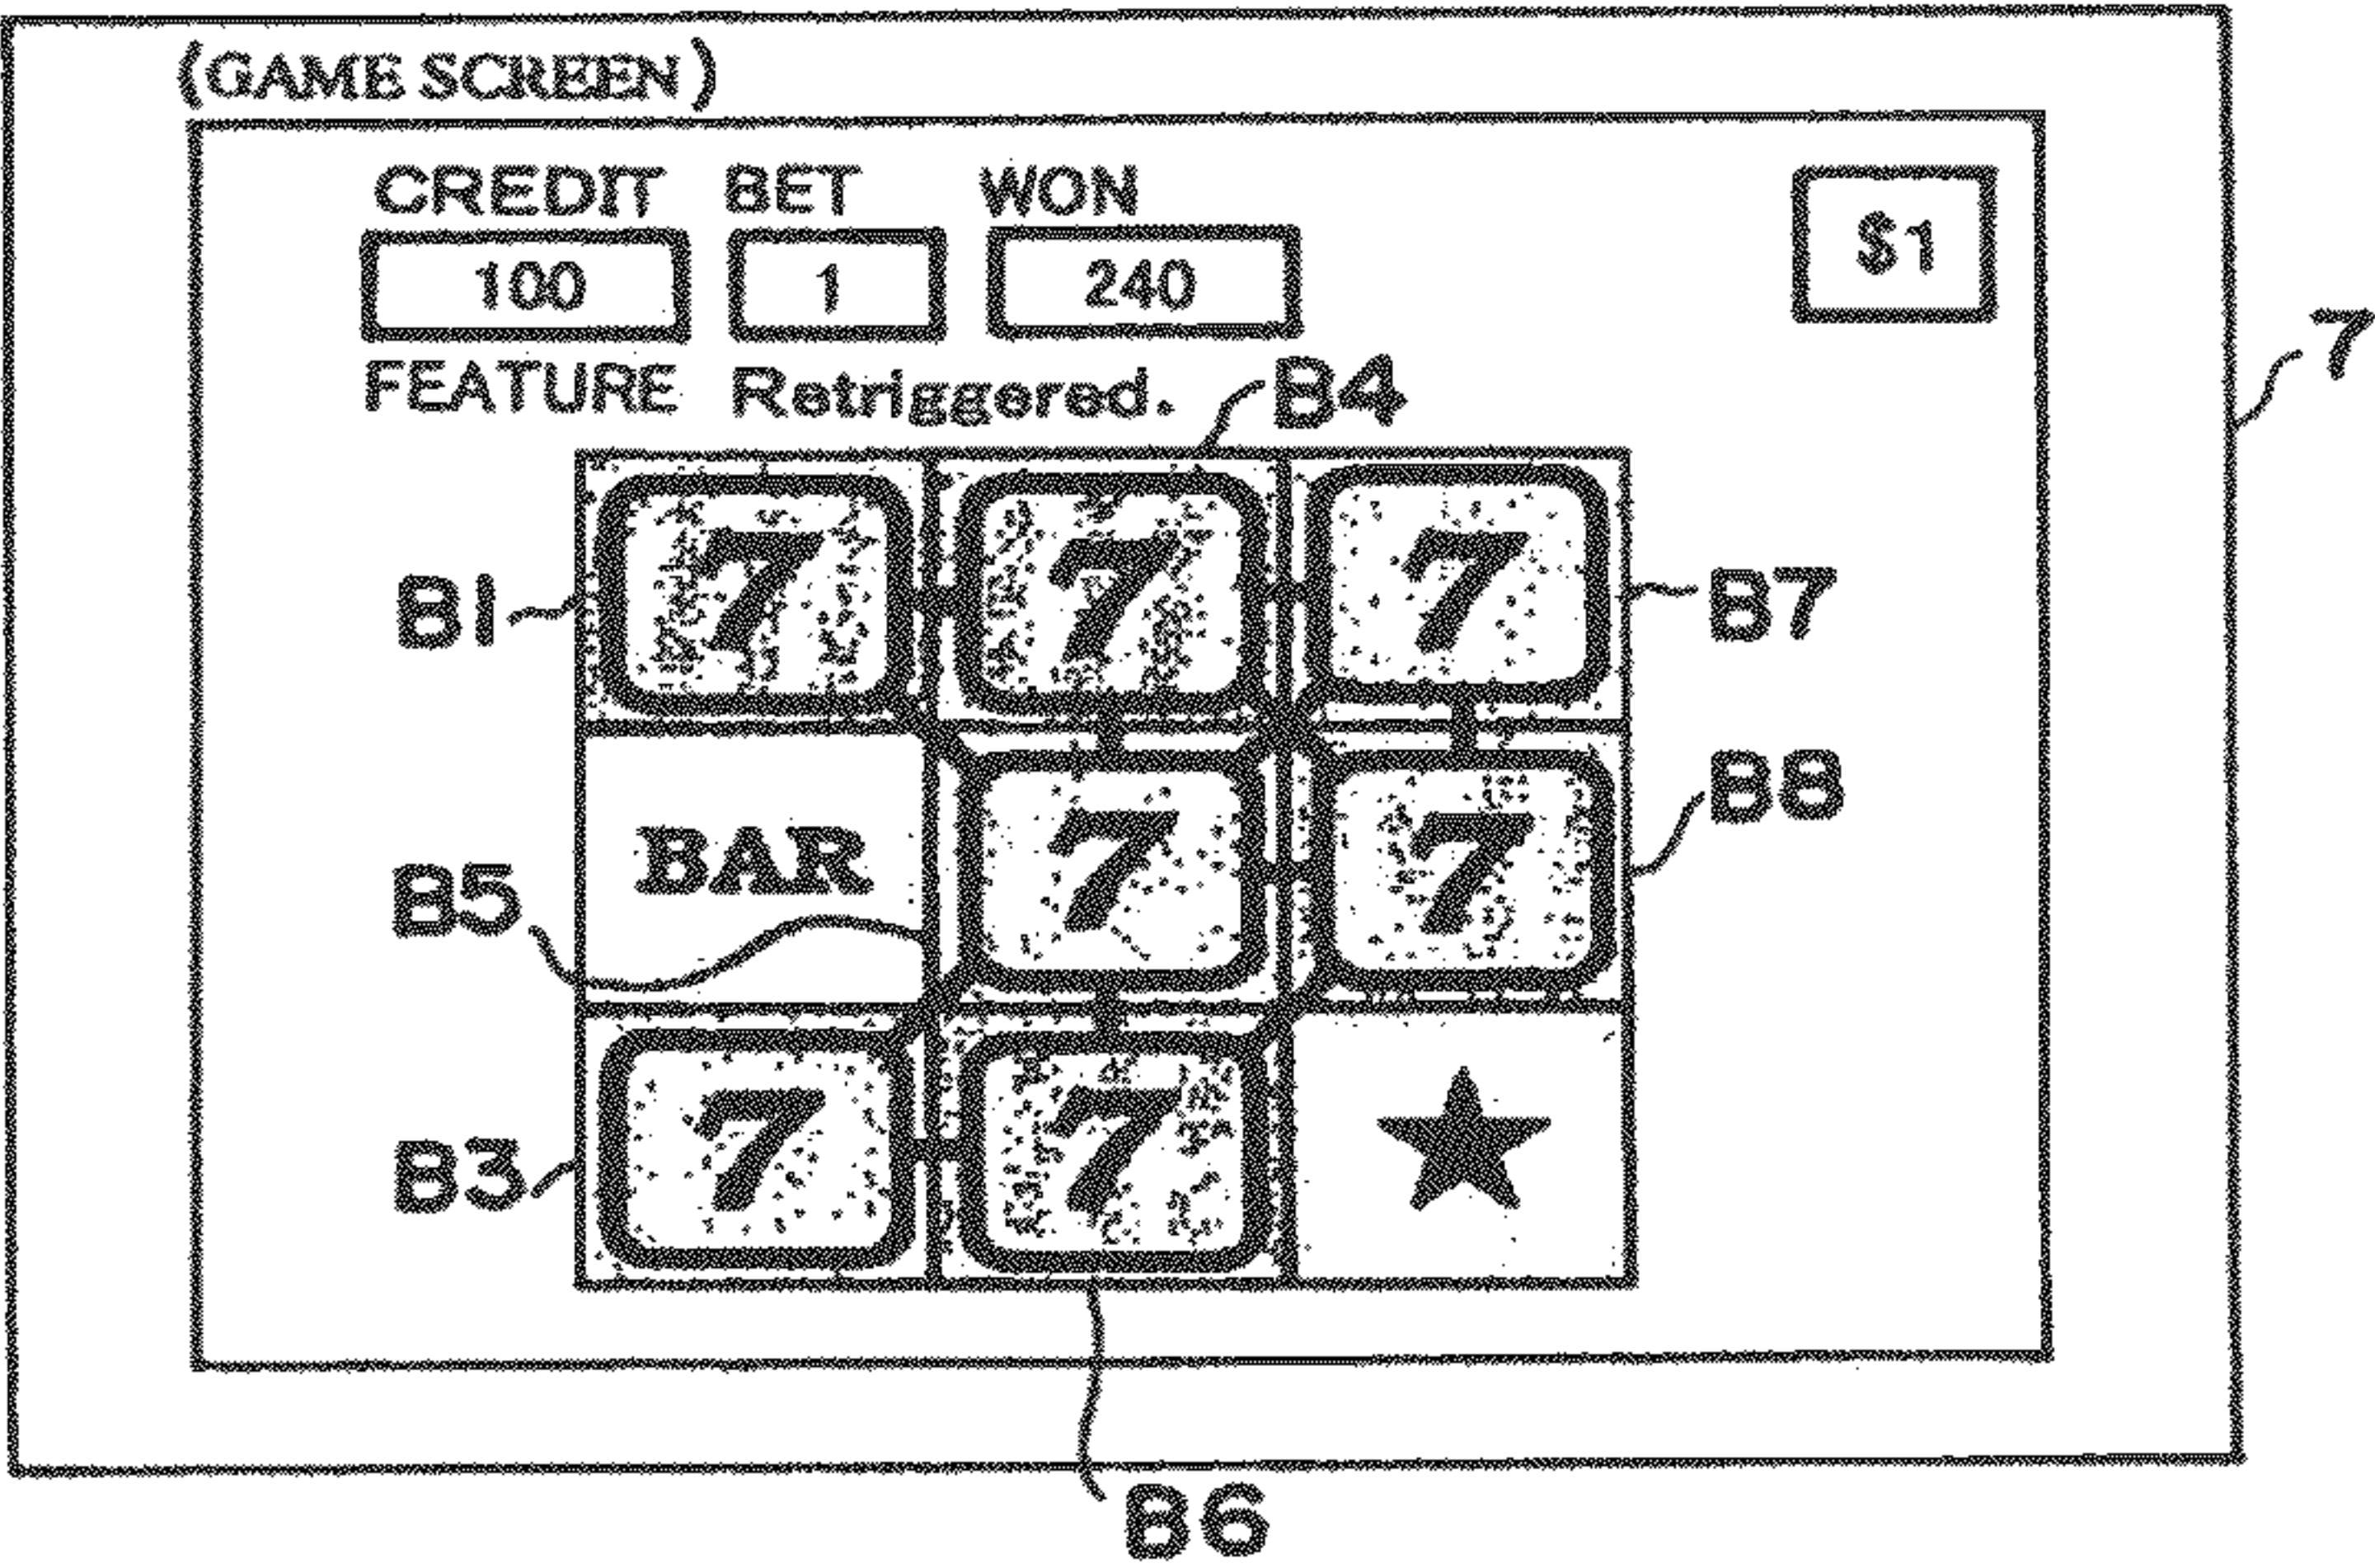 (GAME SCREEN)
CREDIT BET WON
100 1 240 $1
7
FEATURE Retriggered. B4
B1 7 7 7 B7
BAR 7 7 B8
B5
B3 7 7
B6